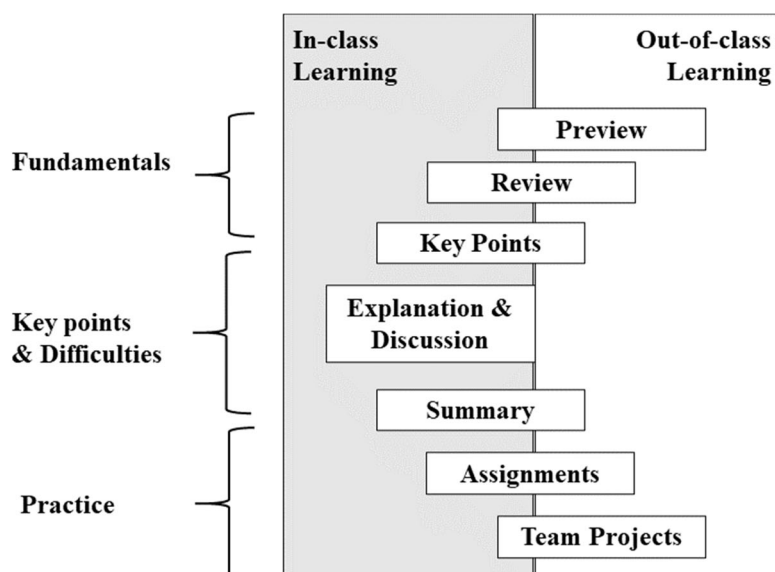 In-class
Learning
Out-of-class
Learning
Fundamentals
Preview
Review
Key Points
Key points
& Difficulties
Explanation &
Discussion
Summary
Practice
Assignments
Team Projects